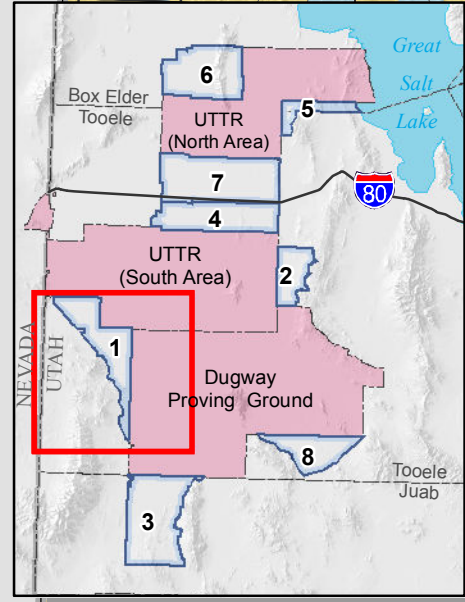 Great
Salt
Lake
6
Box Elder
Tooele
UTTR
(North Area)
5
7
80
4
UTTR
(South Area)
2
NEVADA
UTAH
1
Dugway
Proving Ground
8
Tooele
Juab
3